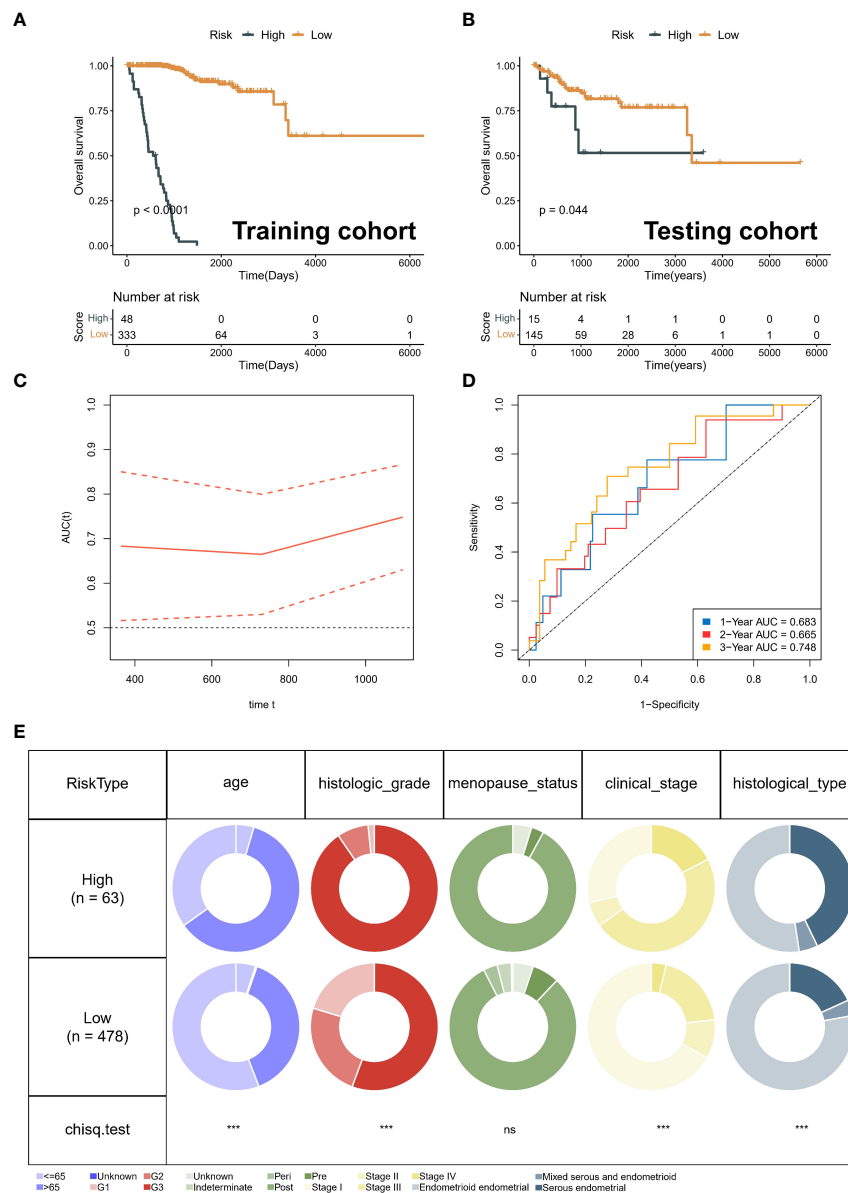 A
Risk High Low
Overall survival
1.00
0.75
0.50
0.25
0.00
p < 0.0001
Training cohort
0 2000 4000 6000
Time(Days)
Number at risk
Score
High 48 0 0 0
Low 333 64 3 1
0 2000 4000 6000
Time(Days)
B
Risk High Low
Overall survival
1.00
0.75
0.50
0.25
0.00
p = 0.044
Testing cohort
0 1000 2000 3000 4000 5000 6000
Time(years)
Number at risk
Score
High 15 4 1 1 0 0 0
Low 145 59 28 6 1 1 0
0 1000 2000 3000 4000 5000 6000
Time(years)
C
AUC(t)
1.0
0.9
0.8
0.7
0.6
0.5
400 600 800 1000
time t
D
Sensitivity
1.0
0.8
0.6
0.4
0.2
0.0
1−Year AUC = 0.683
2−Year AUC = 0.665
3−Year AUC = 0.748
0.0 0.2 0.4 0.6 0.8 1.0
1−Specificity
E
RiskType age histologic_grade menopause_status clinical_stage histological_type
High
(n = 63)
Low
(n = 478)
chisq.test *** *** ns *** ***
<=65 Unknown G2 Unknown Peri Pre Stage II Stage IV Mixed serous and endometrioid
>65 G1 G3 Indeterminate Post Stage I Stage III Endometrioid endometrial Serous endometrial